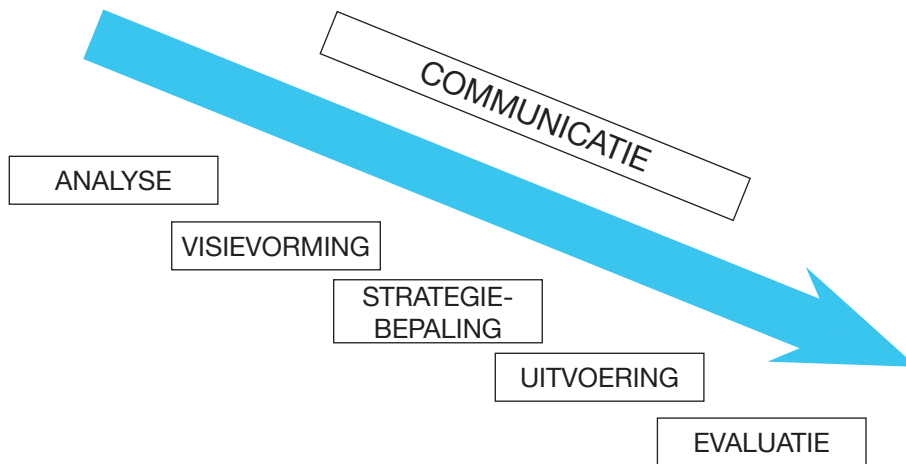 COMMUNICATIE
ANALYSE
VISIEVORMING
STRATEGIE-
BEPALING
UITVOERING
EVALUATIE